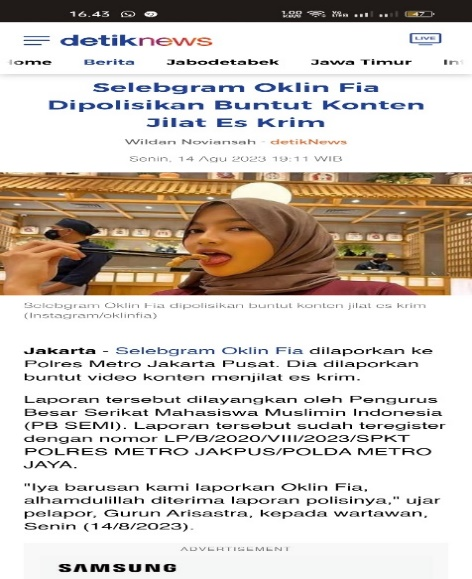 16.43
detiknews
LIVE
ome Berita Jabodetabek Jawa Timur In
Selebgram Oklin Fia
Dipolisikan Buntut Konten
Jilat Es Krim
Wildan Noviansah - detikNews
Senin, 14 Agu 2023 19:11 WIB
Selebgram Oklin Fia dipolisikan buntut konten jilat es krim
(Instagram/oklinfia)
Jakarta - Selebgram Oklin Fia dilaporkan ke
Polres Metro Jakarta Pusat. Dia dilaporkan
buntut video konten menjilat es krim.
Laporan tersebut dilayangkan oleh Pengurus
Besar Serikat Mahasiswa Muslimin Indonesia
(PB SEMI). Laporan tersebut sudah teregister
dengan nomor LP/B/2020/VIII/2023/SPKT
POLRES METRO JAKPUS/POLDA METRO
JAYA.
"Iya barusan kami laporkan Oklin Fia,
alhamdulillah diterima laporan polisinya," ujar
pelapor, Gurun Arisastra, kepada wartawan,
Senin (14/8/2023).
ADVERTISEMENT
SAMSUNG